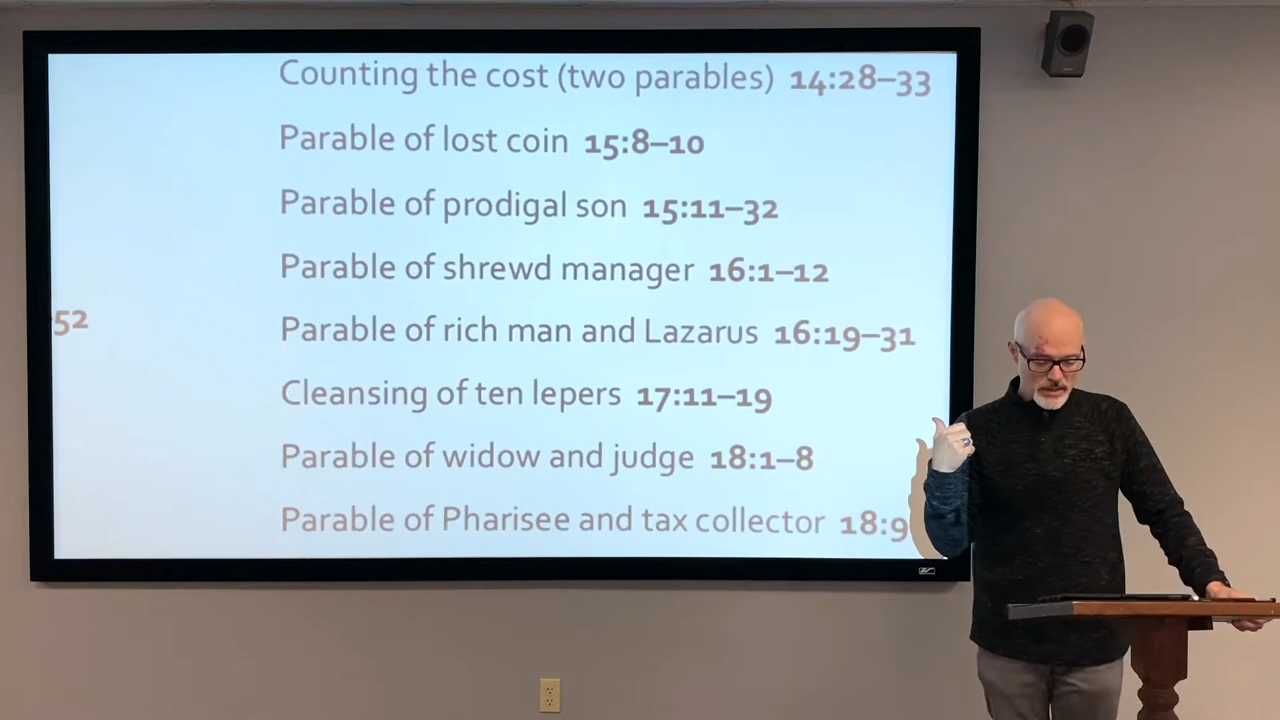 Counting the cost (two parables) 14:28–33
Parable of lost coin 15:8–10
Parable of prodigal son 15:11–32
Parable of shrewd manager 16:1–12
52
Parable of rich man and Lazarus 16:19–31
Cleansing of ten lepers 17:11–19
Parable of widow and judge 18:1–8
Parable of Pharisee and tax collector 18:9